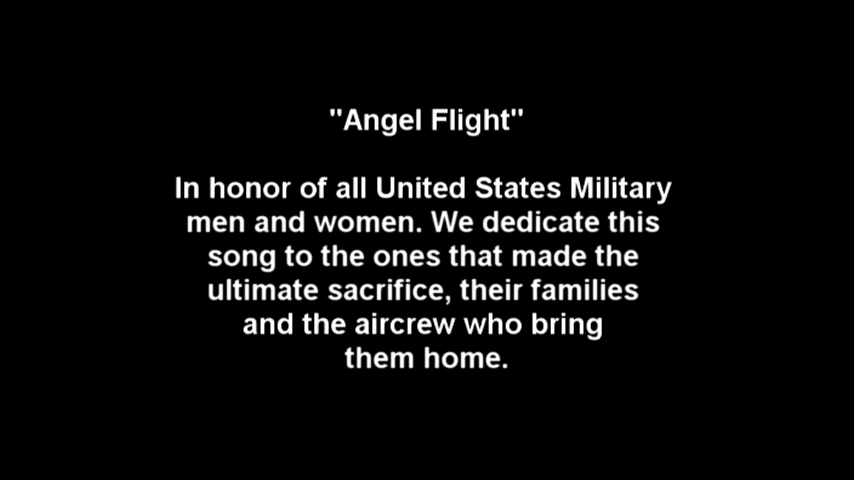 "Angel Flight"
In honor of all United States Military
men and women. We dedicate this
song to the ones that made the
ultimate sacrifice, their families
and the aircrew who bring
them home.